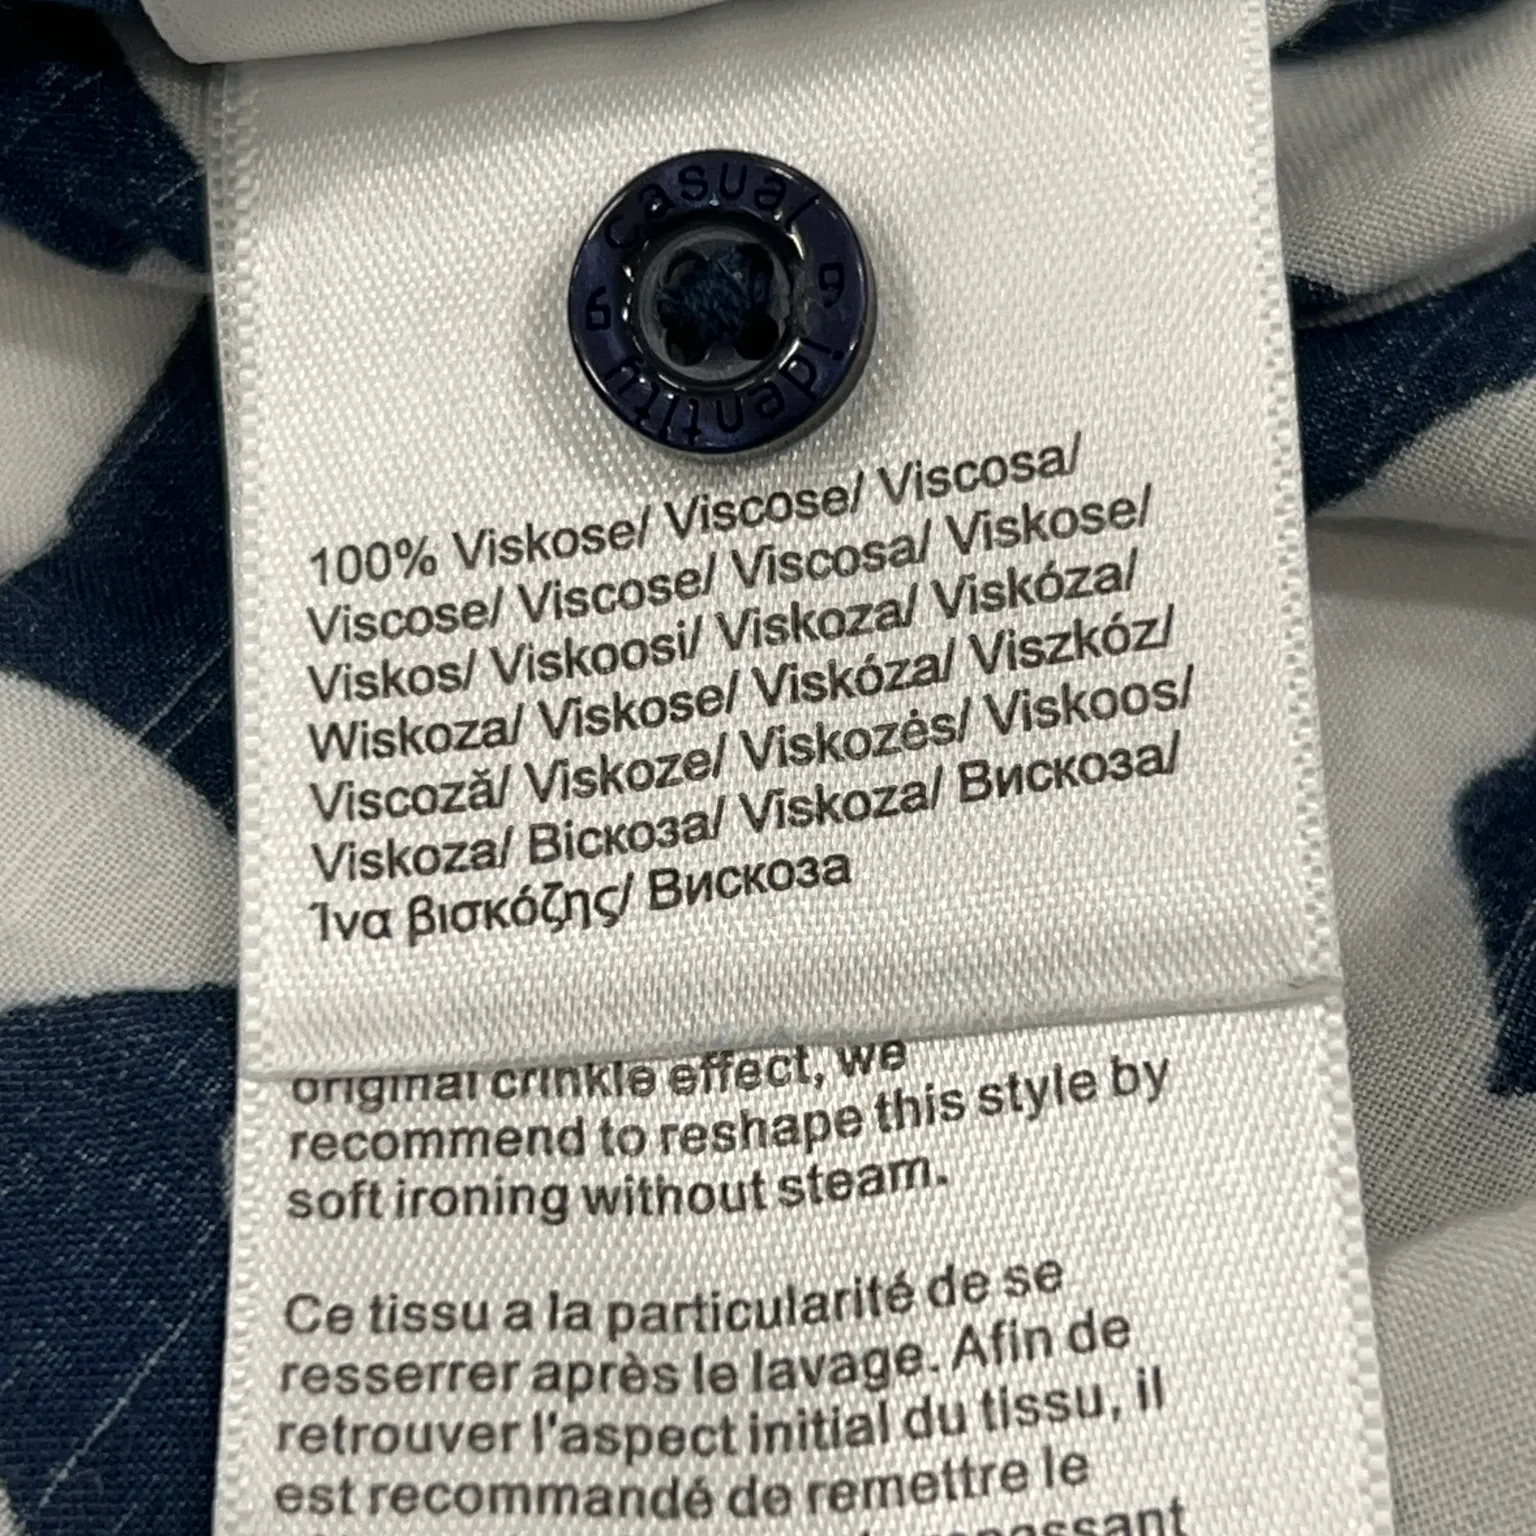 casual
6 9
identity
100% Viskose/ Viscose/ Viscosa/
Viscose/ Viscose/ Viscosa/ Viskose/
Viskos/ Viskoosi/ Viskoza/ Viskóza/
Wiskoza/ Viskose/ Viskóza/ Viszkóz/
Viscoză/ Viskoze/ Viskozės/ Viskoos/
Viskoza/ Віскоза/ Viskoza/ Вискоза/
Ίνα βισκόζης/ Вискоза
original crinkle effect, we
recommend to reshape this style by
soft ironing without steam.
Ce tissu a la particularité de se
resserrer après le lavage. Afin de
retrouver l'aspect initial du tissu, il
est recommandé de remettre le